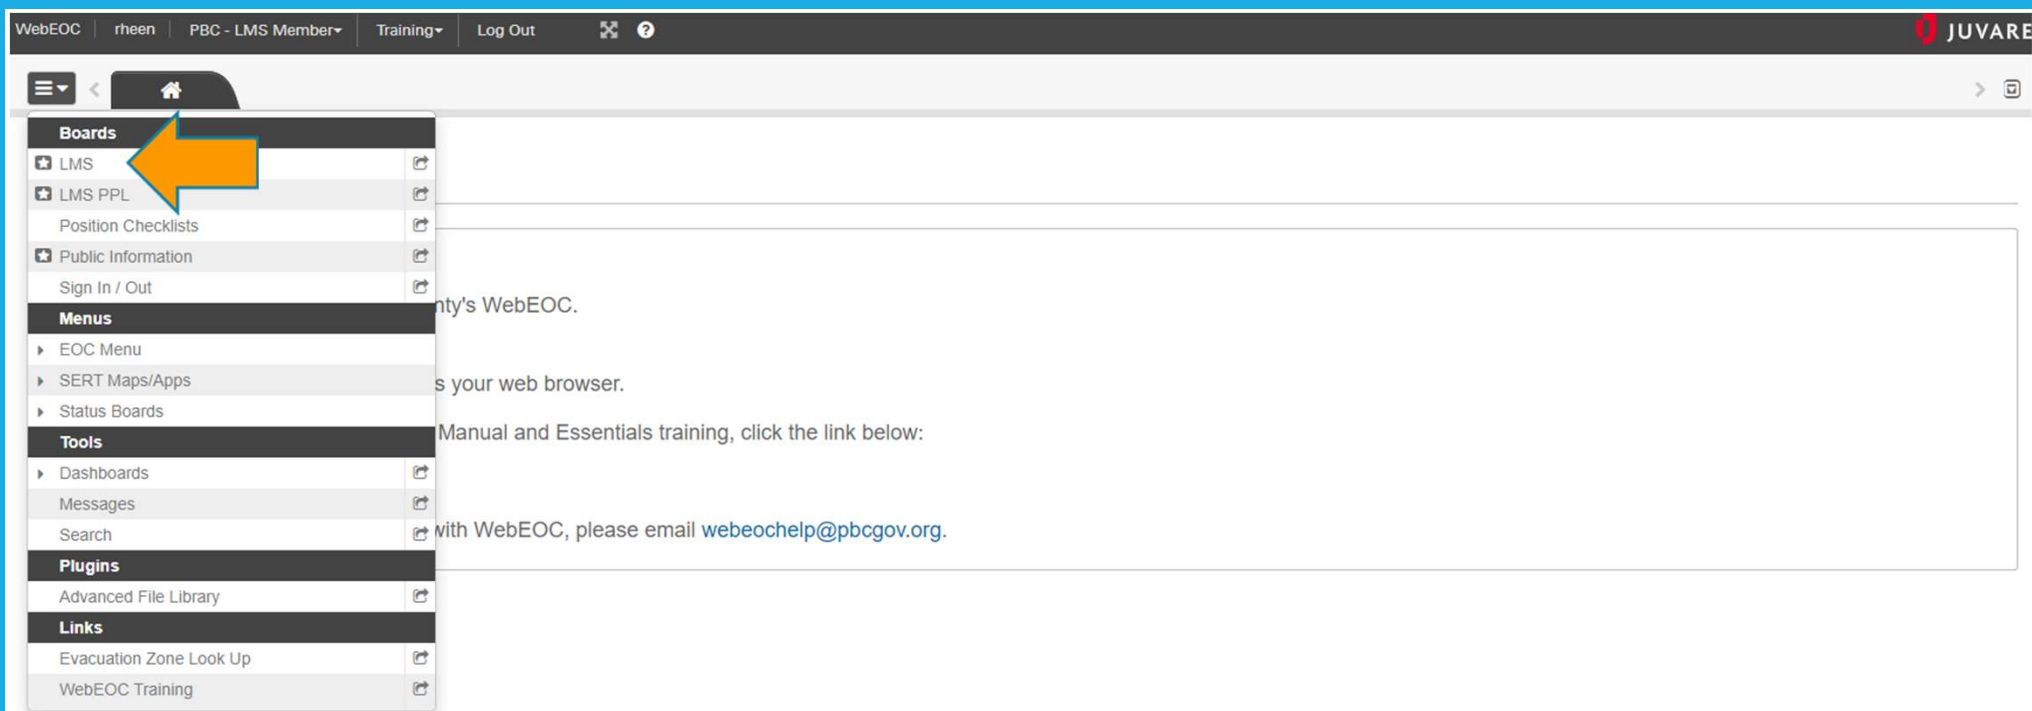 WebEOC rheen PBC - LMS Member Training Log Out JUVARE
Boards
LMS
LMS PPL
Position Checklists
Public Information
Sign In / Out
Menus
nty's WebEOC.
EOC Menu
SERT Maps/Apps
s your web browser.
Status Boards
Manual and Essentials training, click the link below:
Tools
Dashboards
Messages
Search
with WebEOC, please email webeochelp@pbcgov.org.
Plugins
Advanced File Library
Links
Evacuation Zone Look Up
WebEOC Training